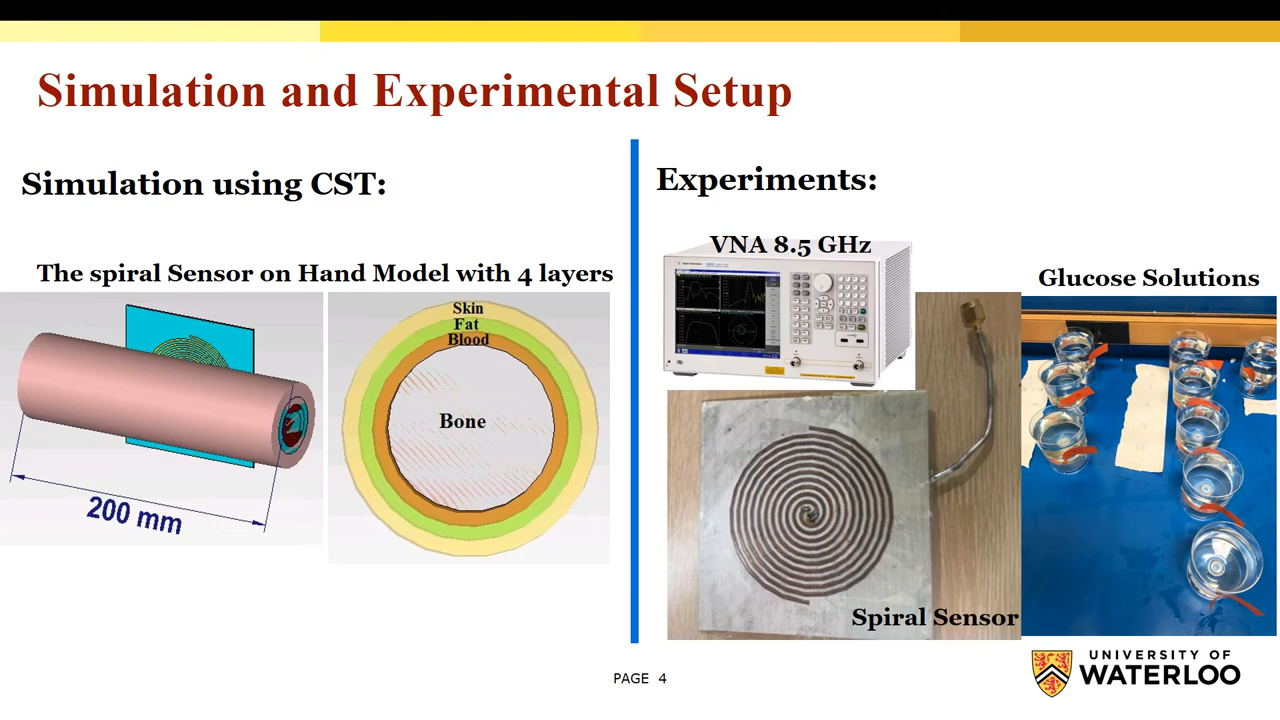 Simulation and Experimental Setup
Simulation using CST:
The spiral Sensor on Hand Model with 4 layers
200 mm
Skin
Fat
Blood
Bone
Experiments:
VNA 8.5 GHz
Glucose Solutions
Spiral Sensor
PAGE 4
UNIVERSITY OF
WATERLOO